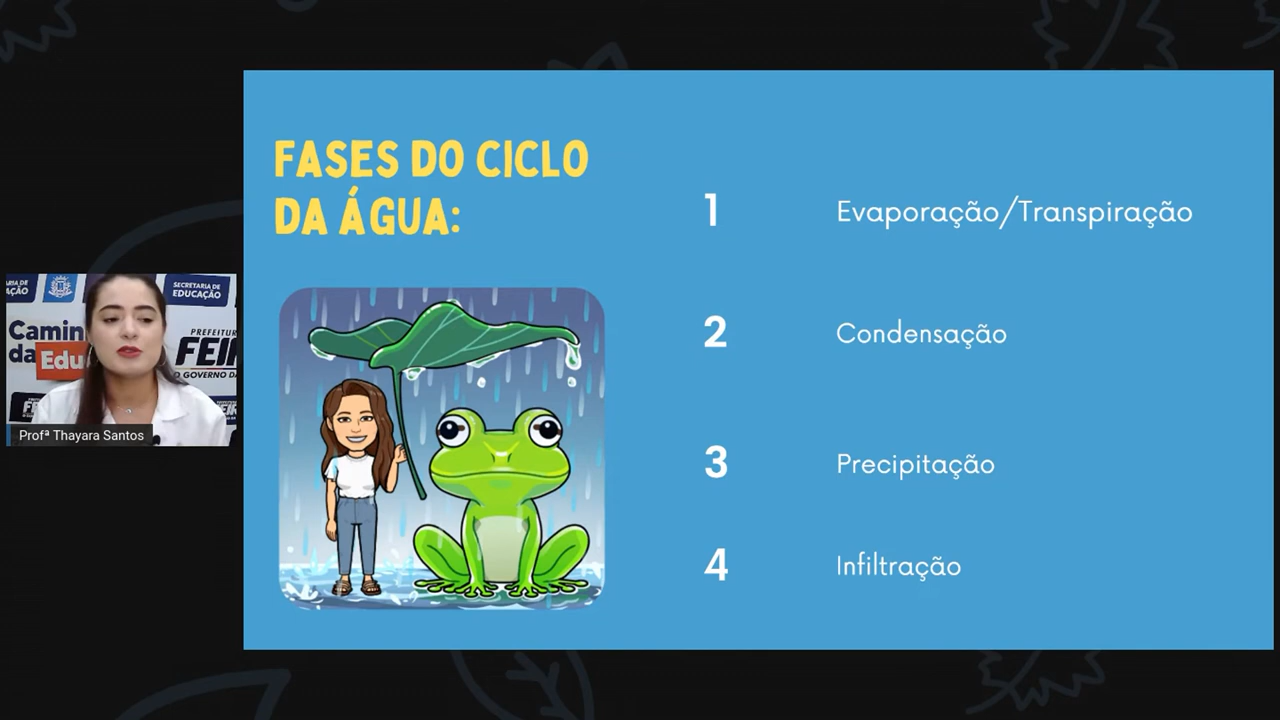 FASES DO CICLO
DA ÁGUA:
1 Evaporação/Transpiração
2 Condensação
3 Precipitação
4 Infiltração
SECRETARIA DE
EDUCAÇÃO
Camin
da Edu
PREFEITUR
FEI
O GOVERNO DA
Profª Thayara Santos